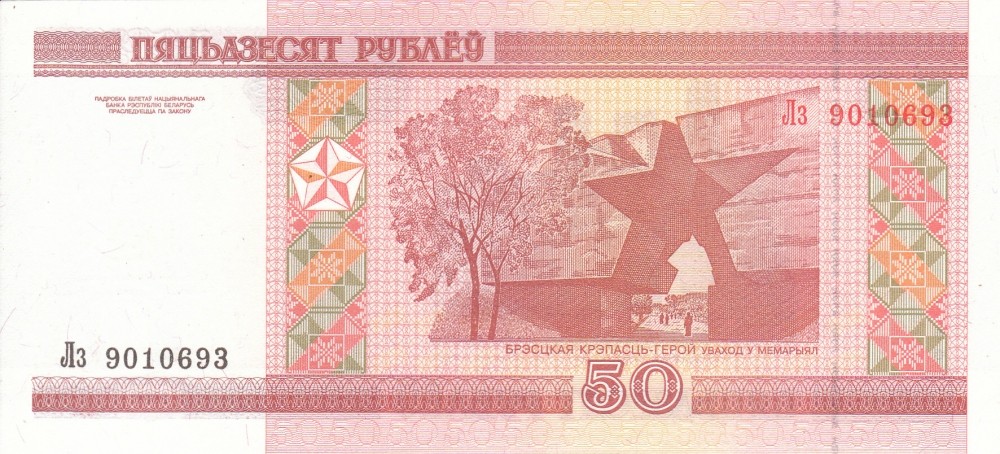 ПЯЦЬДЗЕСЯТ РУБЛЁЎ
ПАДРОБКА БІЛЕТАЎ НАЦЫЯНАЛЬНАГА
БАНКА РЭСПУБЛІКІ БЕЛАРУСЬ
ПРАСЛЕДУЕЦЦА ПА ЗАКОНУ
Лз 9010693
Лз 9010693
БРЭСЦКАЯ КРЭПАСЦЬ-ГЕРОЙ УВАХОД У МЕМАРЫЯЛ
50